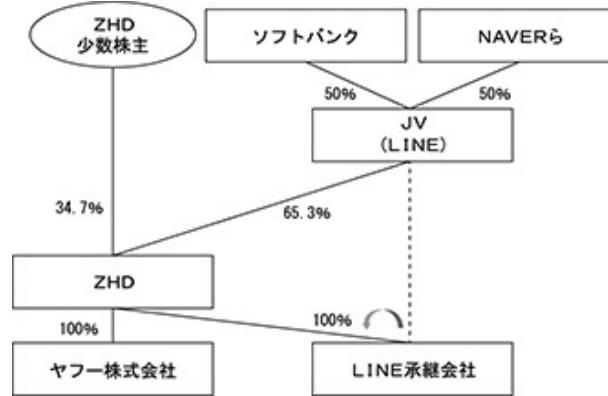 ZHD
少数株主
ソフトバンク
NAVERら
50%
50%
JV
(LINE)
34.7%
65.3%
ZHD
100%
100%
ヤフー株式会社
LINE承継会社